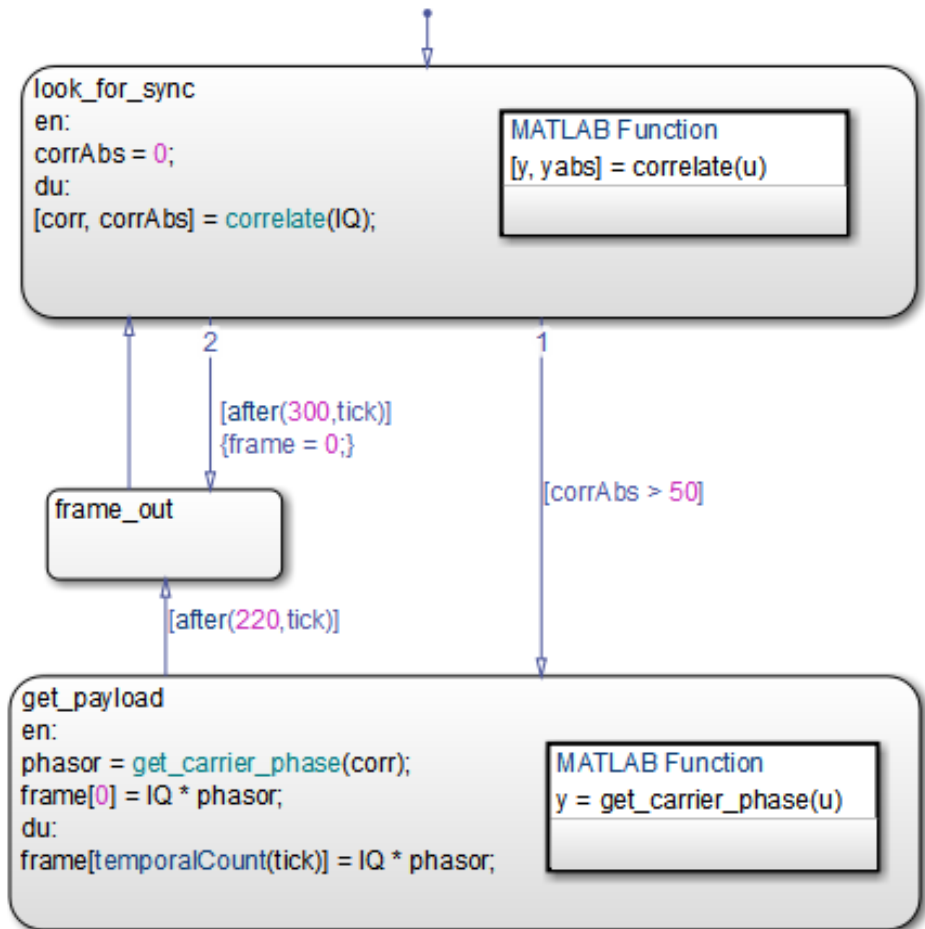 look_for_sync
en:
corrAbs = 0;
du:
[corr, corrAbs] = correlate(IQ);
MATLAB Function
[y, yabs] = correlate(u)
2
1
[after(300,tick)]
{frame = 0;}
[corrAbs > 50]
frame_out
[after(220,tick)]
get_payload
en:
phasor = get_carrier_phase(corr);
frame[0] = IQ * phasor;
du:
frame[temporalCount(tick)] = IQ * phasor;
MATLAB Function
y = get_carrier_phase(u)